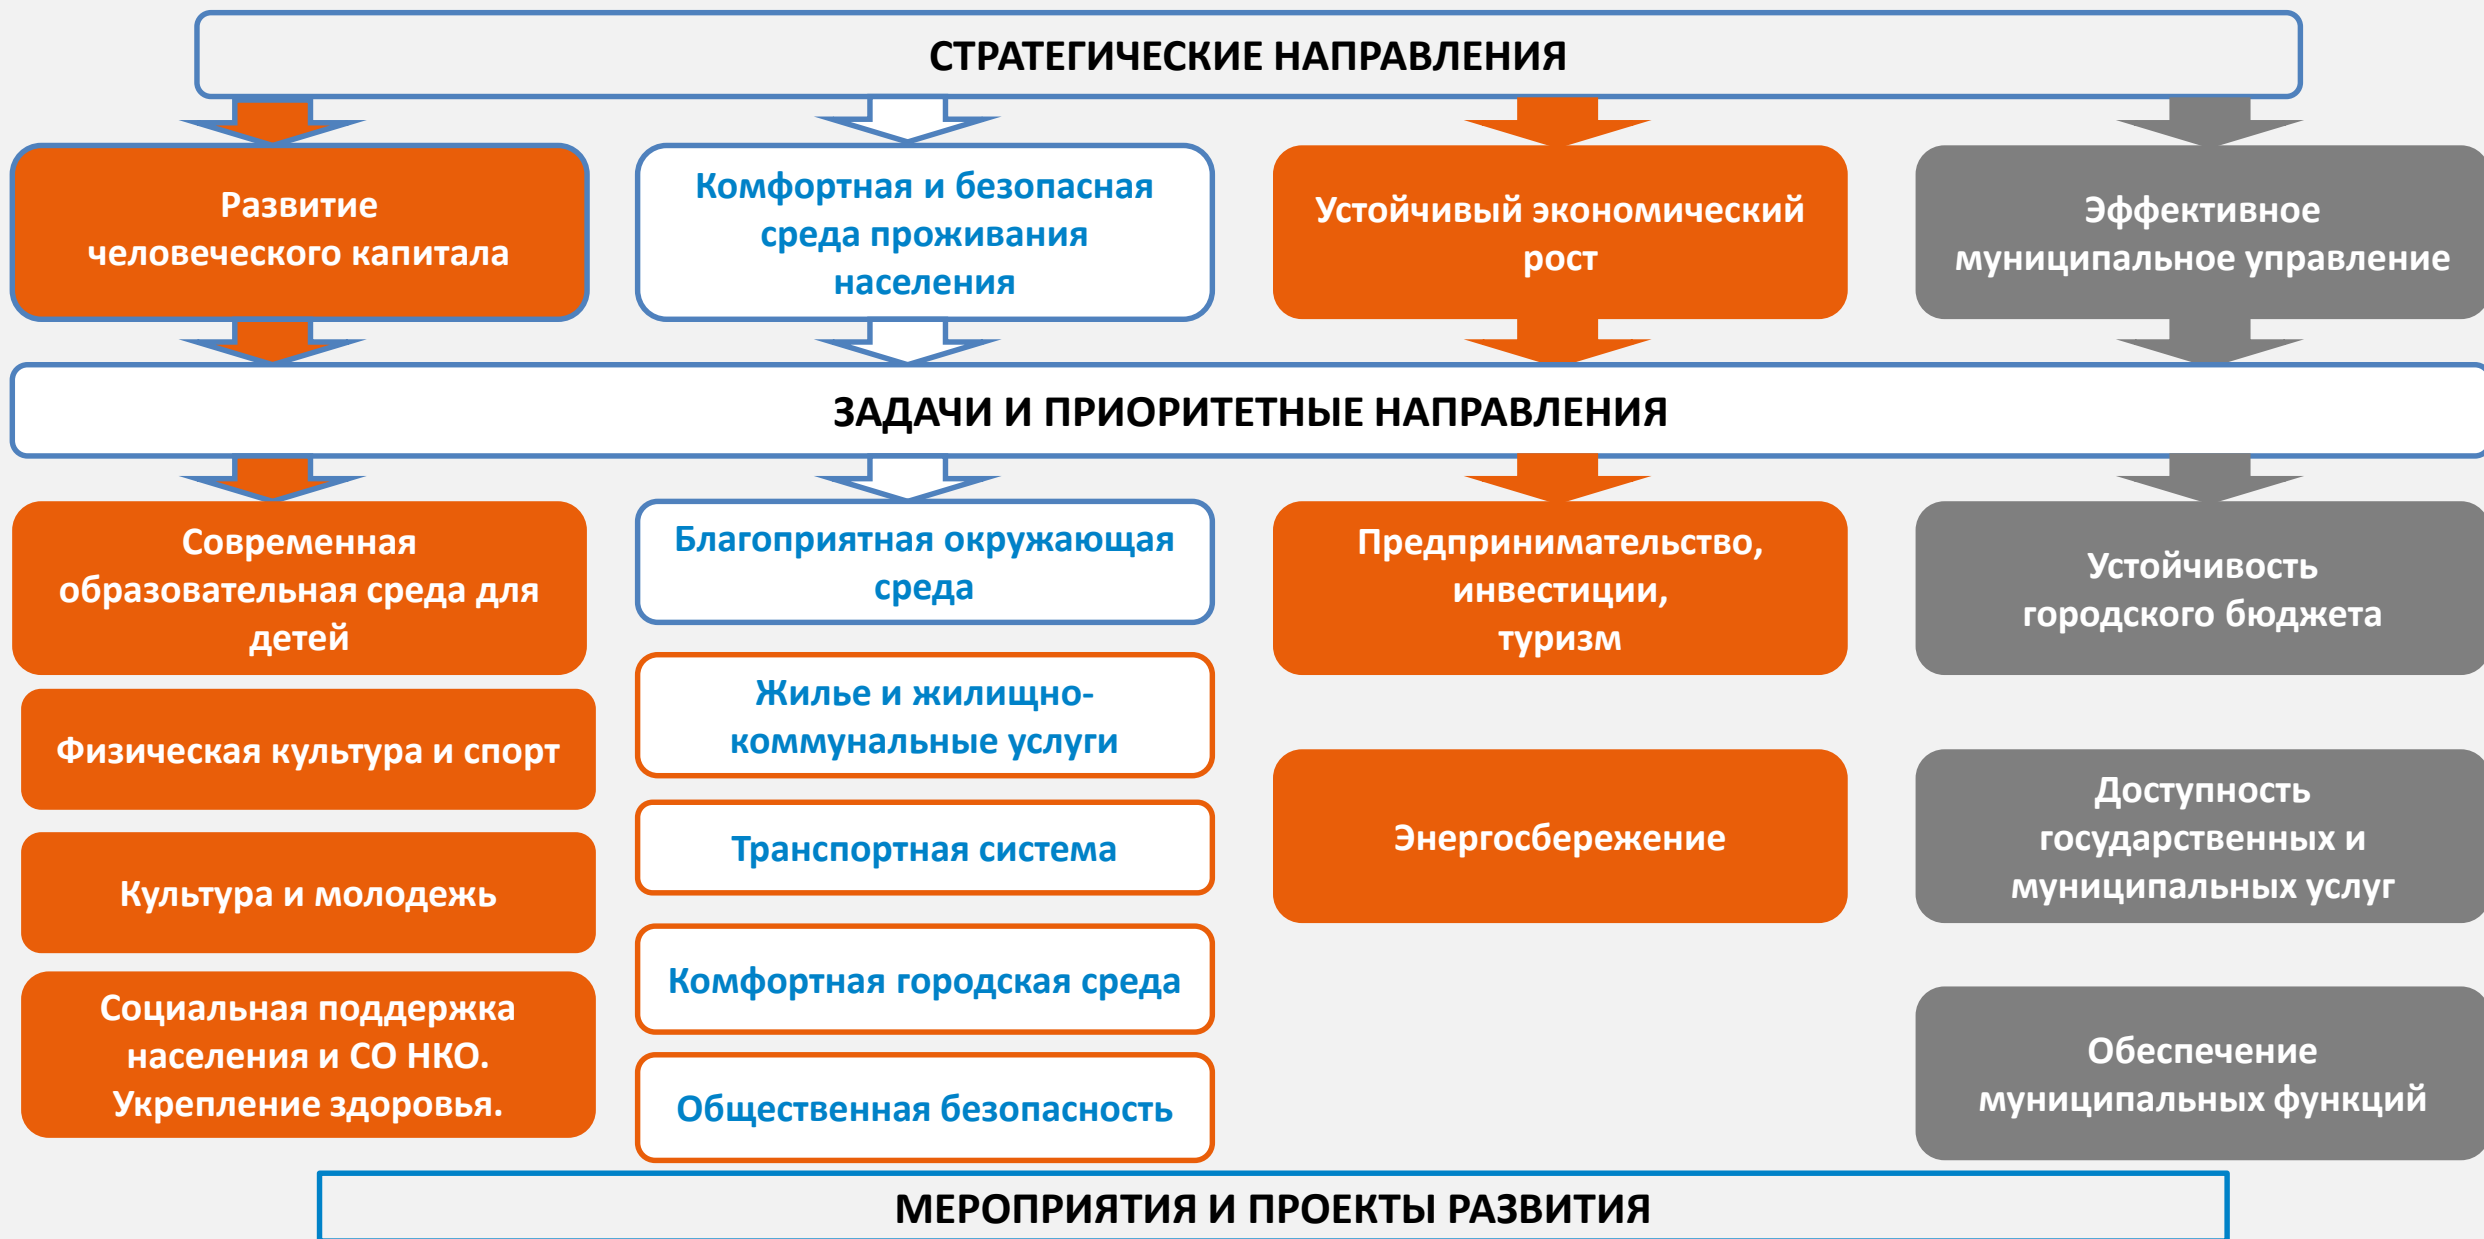 СТРАТЕГИЧЕСКИЕ НАПРАВЛЕНИЯ
Развитие
человеческого капитала
Комфортная и безопасная
среда проживания
населения
Устойчивый экономический
рост
Эффективное
муниципальное управление
ЗАДАЧИ И ПРИОРИТЕТНЫЕ НАПРАВЛЕНИЯ
Современная
образовательная среда для
детей
Физическая культура и спорт
Культура и молодежь
Социальная поддержка
населения и СО НКО.
Укрепление здоровья.
Благоприятная окружающая
среда
Жилье и жилищно-
коммунальные услуги
Транспортная система
Комфортная городская среда
Общественная безопасность
Предпринимательство,
инвестиции,
туризм
Энергосбережение
Устойчивость
городского бюджета
Доступность
государственных и
муниципальных услуг
Обеспечение
муниципальных функций
МЕРОПРИЯТИЯ И ПРОЕКТЫ РАЗВИТИЯ